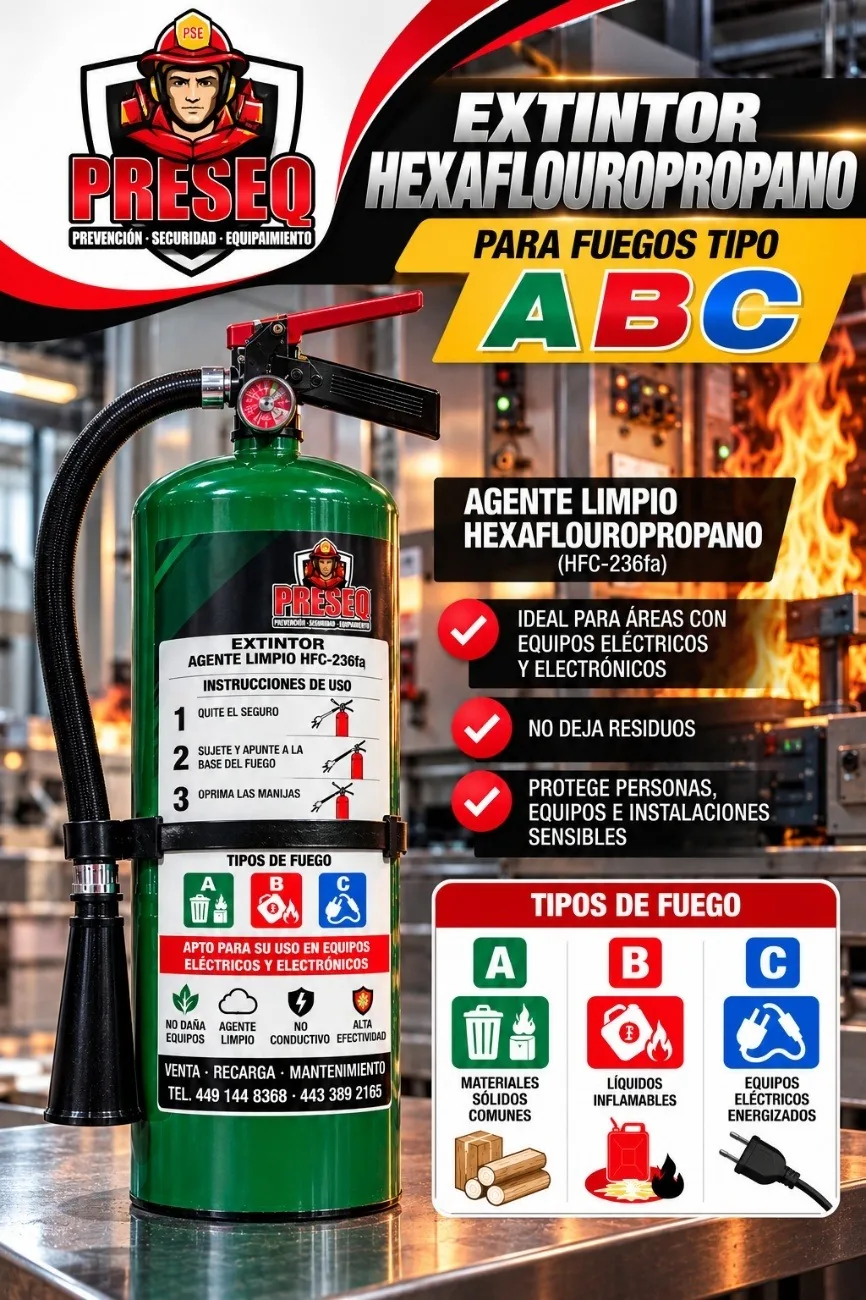 PSE
PRESEQ
PREVENCIÓN · SECURIDAD · EQUIPAIMIENTO
EXTINTOR
HEXAFLOUROPROPANO
PARA FUEGOS TIPO
A B C
AGENTE LIMPIO
HEXAFLOUROPROPANO
(HFC-236fa)
IDEAL PARA ÁREAS CON
EQUIPOS ELÉCTRICOS
Y ELECTRÓNICOS
NO DEJA RESIDUOS
PROTEGE PERSONAS,
EQUIPOS E INSTALACIONES
SENSIBLES
PRESEQ
EXTINTOR
AGENTE LIMPIO HFC-236fa
INSTRUCCIONES DE USO
1 QUITE EL SEGURO
2 SUJETE Y APUNTE A LA
BASE DEL FUEGO
3 OPRIMA LAS MANIJAS
TIPOS DE FUEGO
A B C
APTO PARA SU USO EN EQUIPOS
ELÉCTRICOS Y ELECTRÓNICOS
NO DAÑA
EQUIPOS
AGENTE
LIMPIO
NO
CONDUCTIVO
ALTA
EFECTIVIDAD
VENTA · RECARGA · MANTENIMIENTO
TEL. 449 144 8368 · 443 389 2165
TIPOS DE FUEGO
A
MATERIALES
SÓLIDOS
COMUNES
B
LÍQUIDOS
INFLAMABLES
C
EQUIPOS
ELÉCTRICOS
ENERGIZADOS